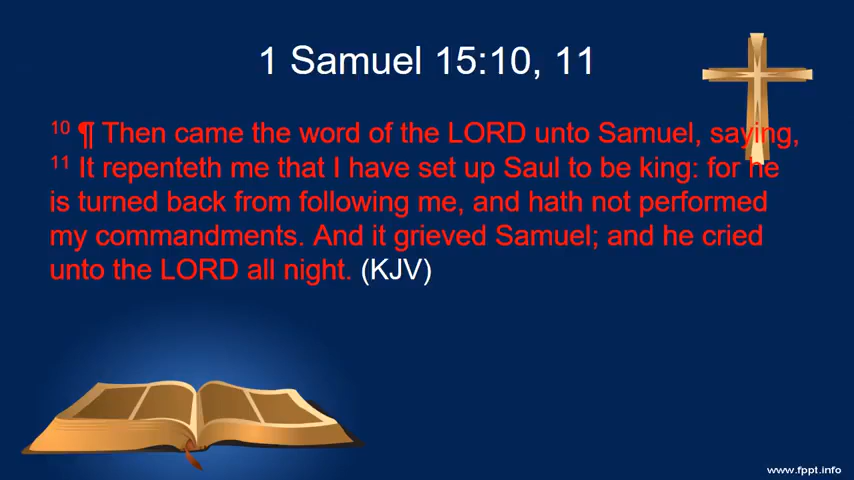 1 Samuel 15:10, 11
10 ¶ Then came the word of the LORD unto Samuel, saying,
11 It repenteth me that I have set up Saul to be king: for he
is turned back from following me, and hath not performed
my commandments. And it grieved Samuel; and he cried
unto the LORD all night. (KJV)
www.fppt.info